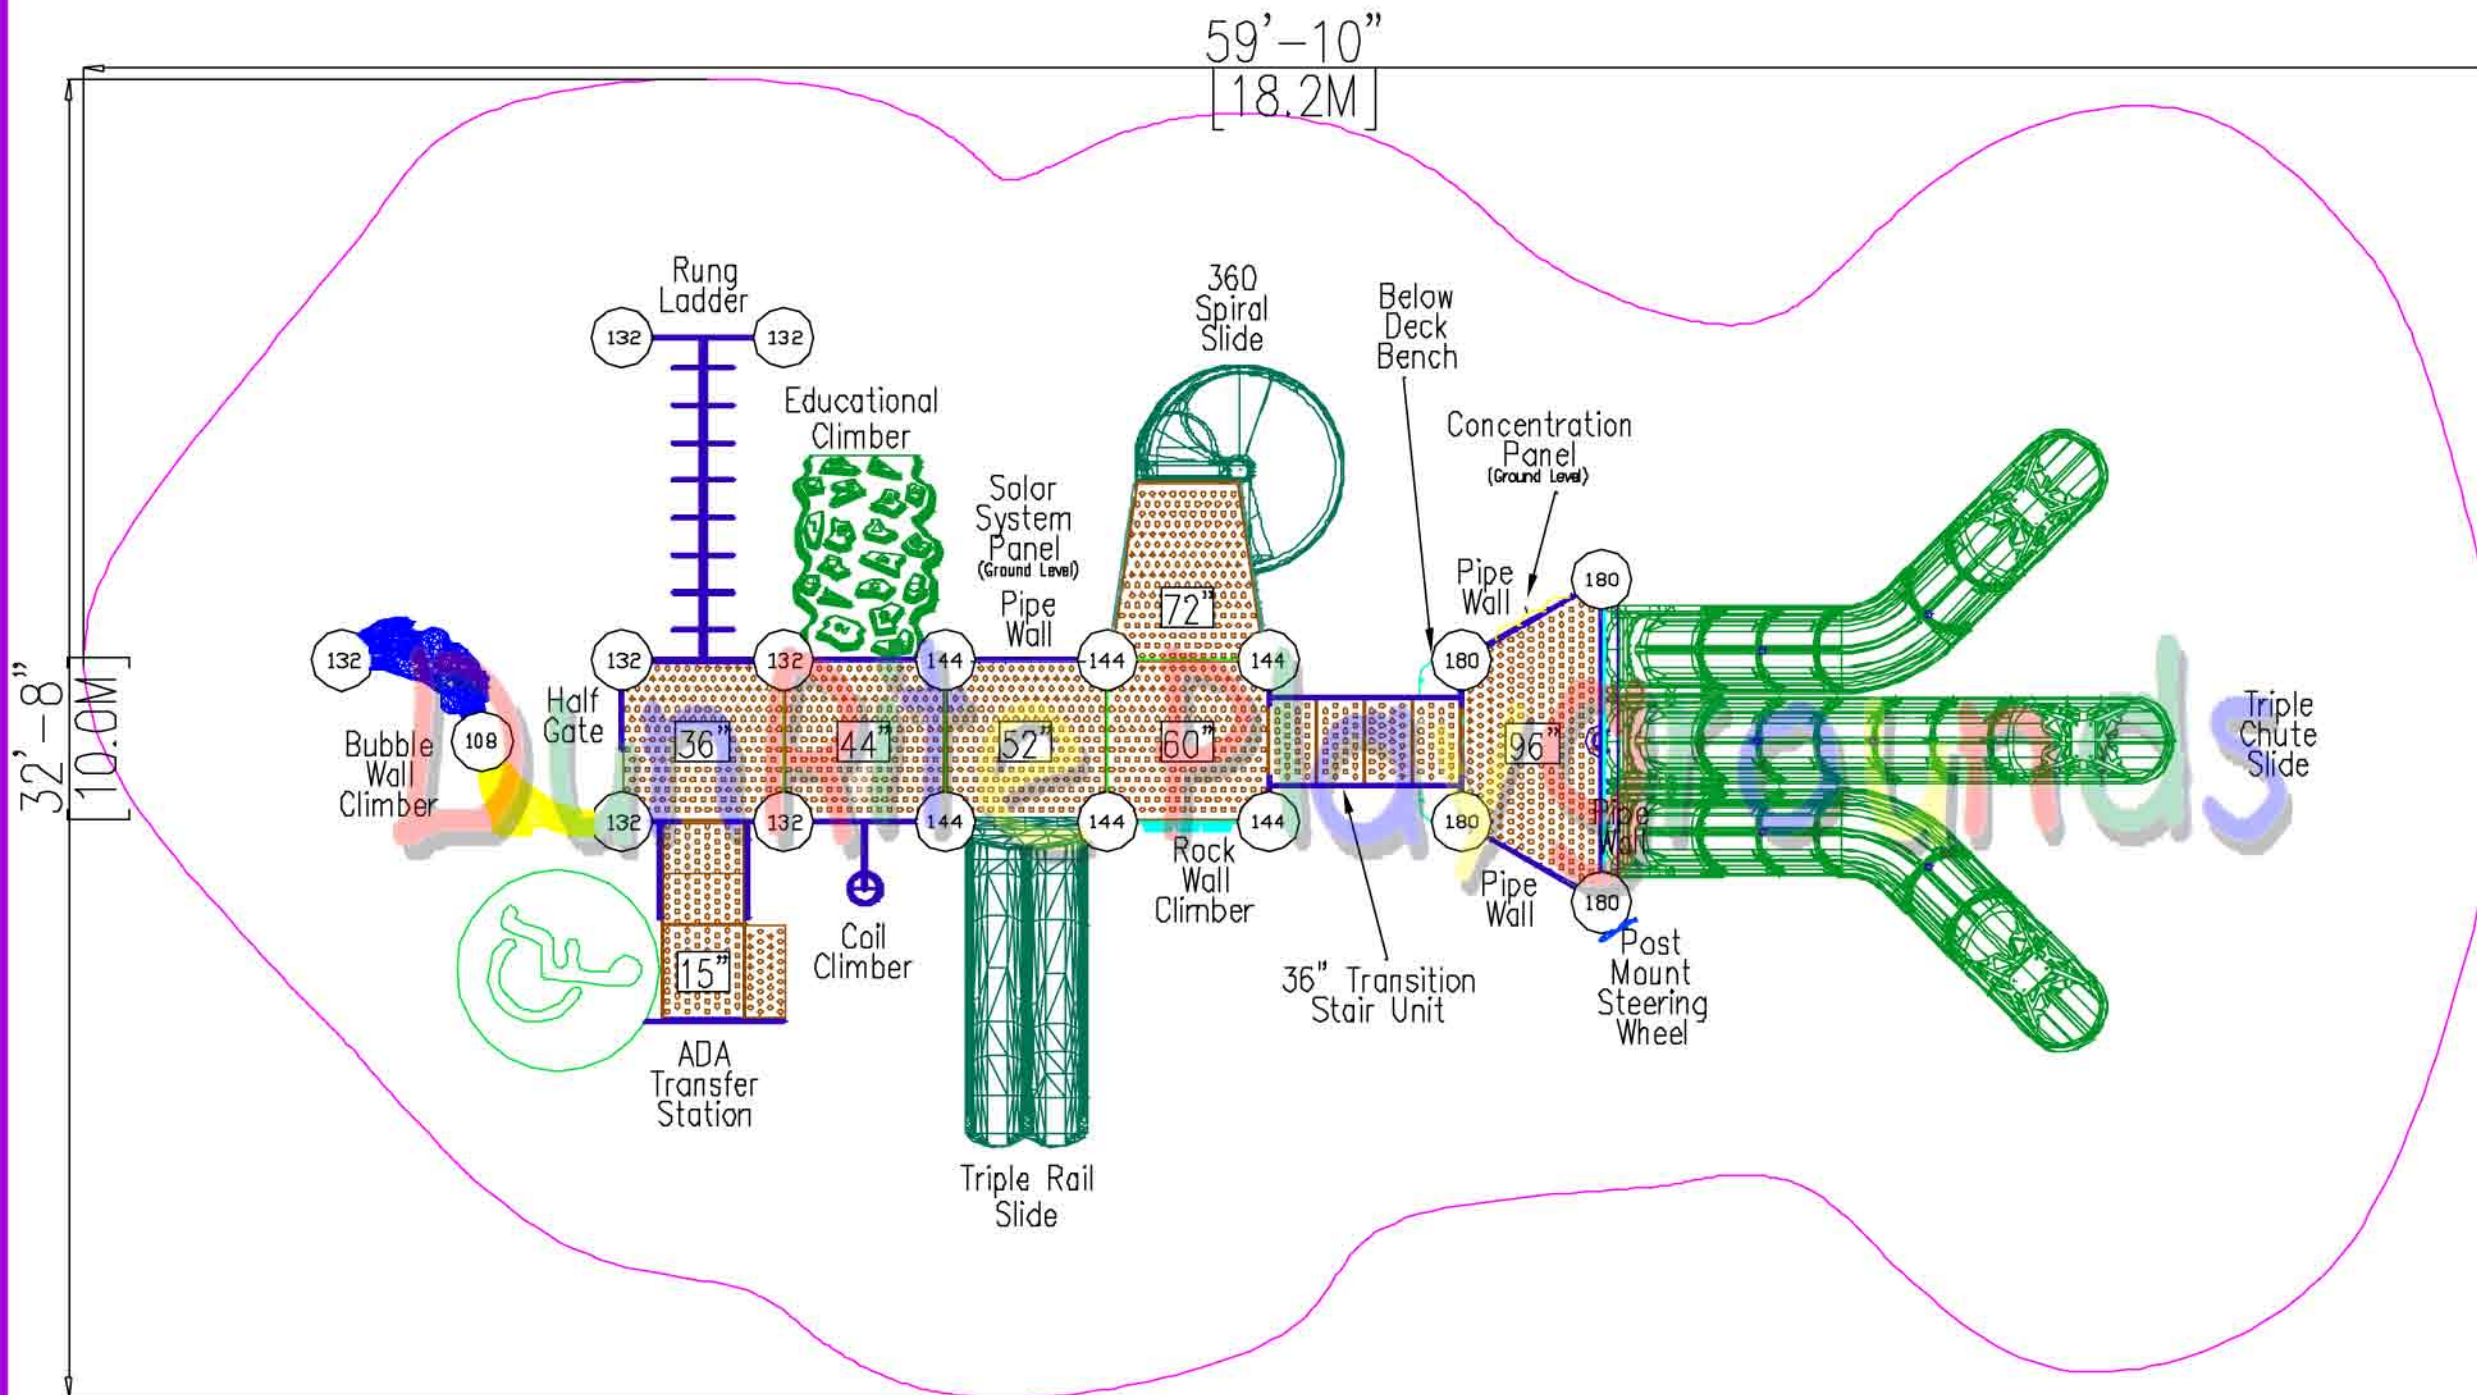 59'-10"
[18.2M]
32'-8"
[10.0M]
Rung
Ladder
132
132
Educational
Climber
Solar
System
Panel
(Ground Level)
Pipe
Wall
360
Spiral
Slide
Below
Deck
Bench
Concentration
Panel
(Ground Level)
Pipe
Wall
180
132
132
132
144
144
144
180
72"
Half
Gate
108
Bubble
Wall
Climber
36"
44"
52"
60"
96"
DunRite Playgrounds
Triple
Chute
Slide
Pipe
Wall
132
132
144
144
144
180
180
Rock
Wall
Climber
Pipe
Wall
Coil
Climber
15"
36" Transition
Stair Unit
Post
Mount
Steering
Wheel
ADA
Transfer
Station
Triple Rail
Slide